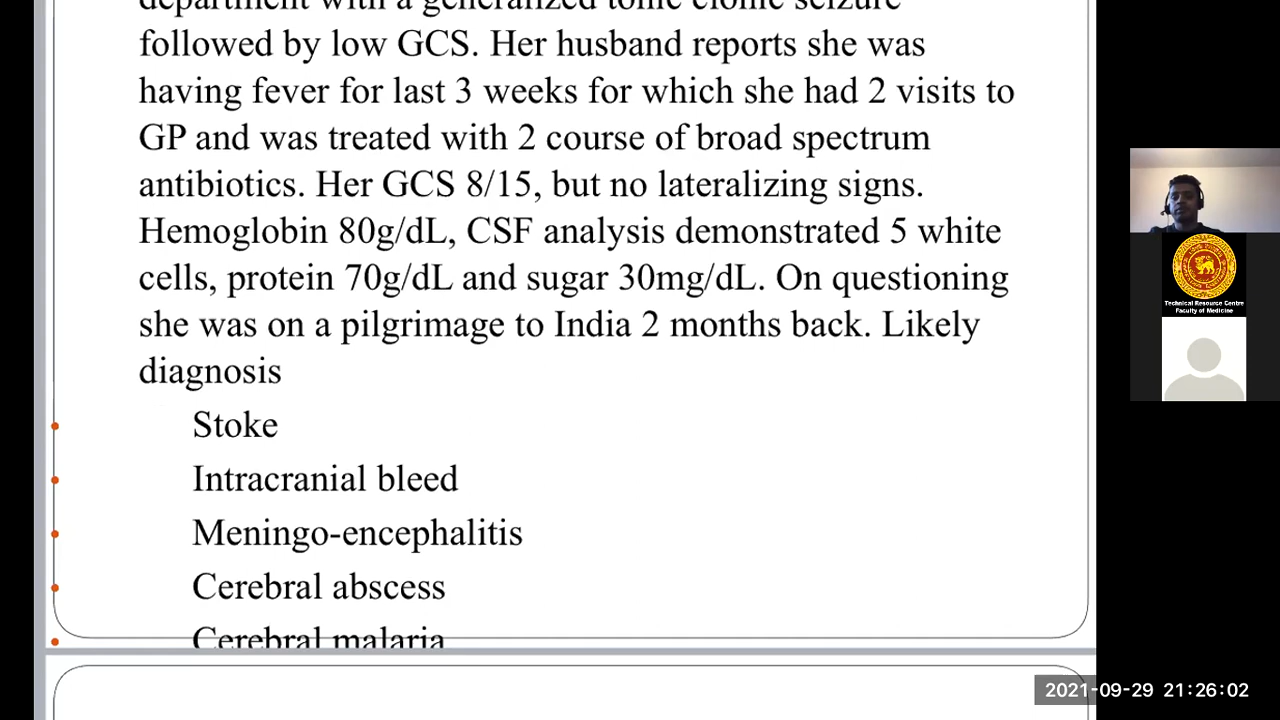 department with a generalized tonic clonic seizure
followed by low GCS. Her husband reports she was
having fever for last 3 weeks for which she had 2 visits to
GP and was treated with 2 course of broad spectrum
antibiotics. Her GCS 8/15, but no lateralizing signs.
Hemoglobin 80g/dL, CSF analysis demonstrated 5 white
cells, protein 70g/dL and sugar 30mg/dL. On questioning
she was on a pilgrimage to India 2 months back. Likely
diagnosis
Stoke
Intracranial bleed
Meningo-encephalitis
Cerebral abscess
Cerebral malaria
Technical Resource Centre
Faculty of Medicine
2021-09-29 21:26:02